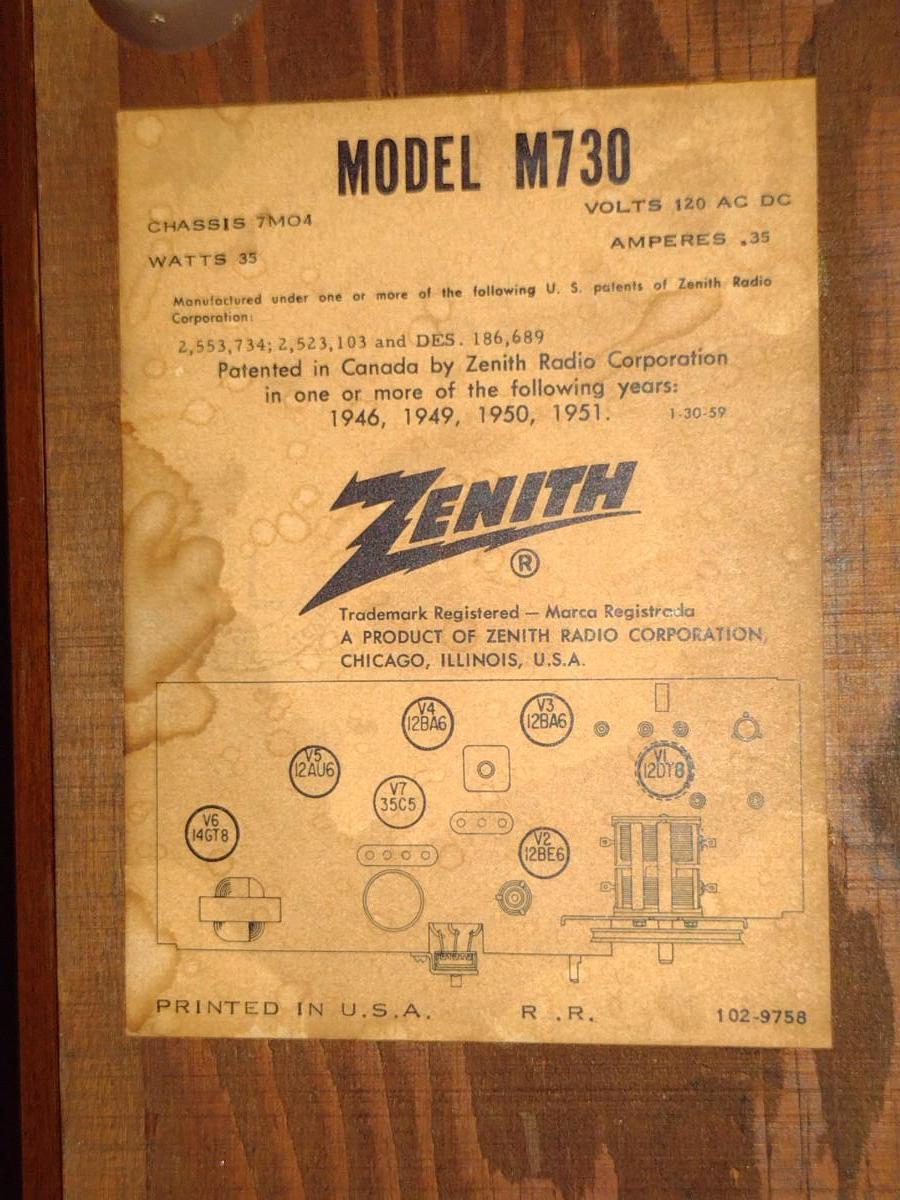 MODEL M730
CHASSIS 7M04 VOLTS 120 AC DC
WATTS 35 AMPERES .35
Manufactured under one or more of the following U. S. patents of Zenith Radio
Corporation:
2,553,734; 2,523,103 and DES. 186,689
Patented in Canada by Zenith Radio Corporation
in one or more of the following years:
1946, 1949, 1950, 1951. 1-30-59
ZENITH
®
Trademark Registered — Marca Registrada
A PRODUCT OF ZENITH RADIO CORPORATION,
CHICAGO, ILLINOIS, U.S.A.
V4
12BA6
V3
12BA6
V5
12AU6
V1
12DY8
V7
35C5
V6
14GT8
V2
12BE6
PRINTED IN U.S.A. R .R. 102-9758